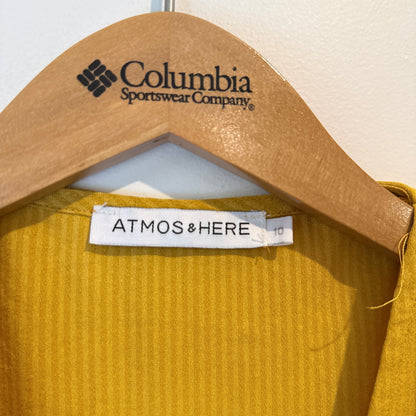 Columbia
Sportswear Company®
ATMOS&HERE
10